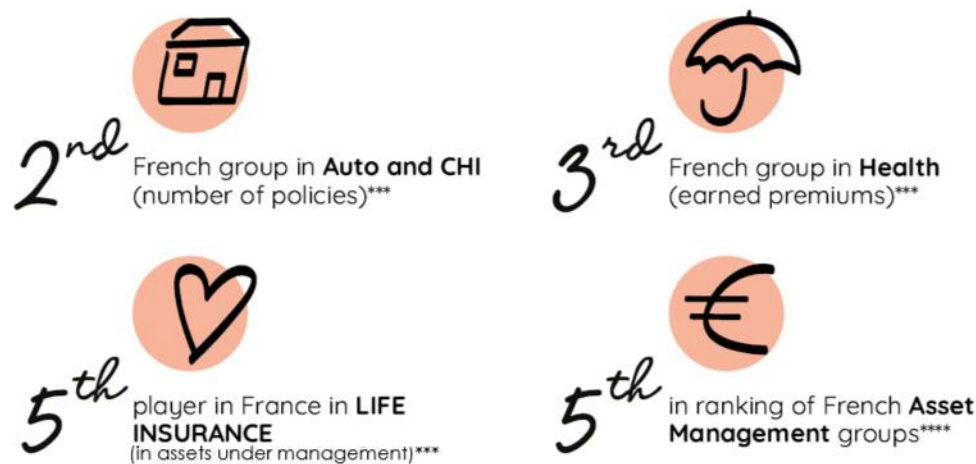 2nd
French group in Auto and CHI
(number of policies)***
3rd
French group in Health
(earned premiums)***
5th
player in France in LIFE
INSURANCE
(in assets under management)***
5th
in ranking of French Asset
Management groups****